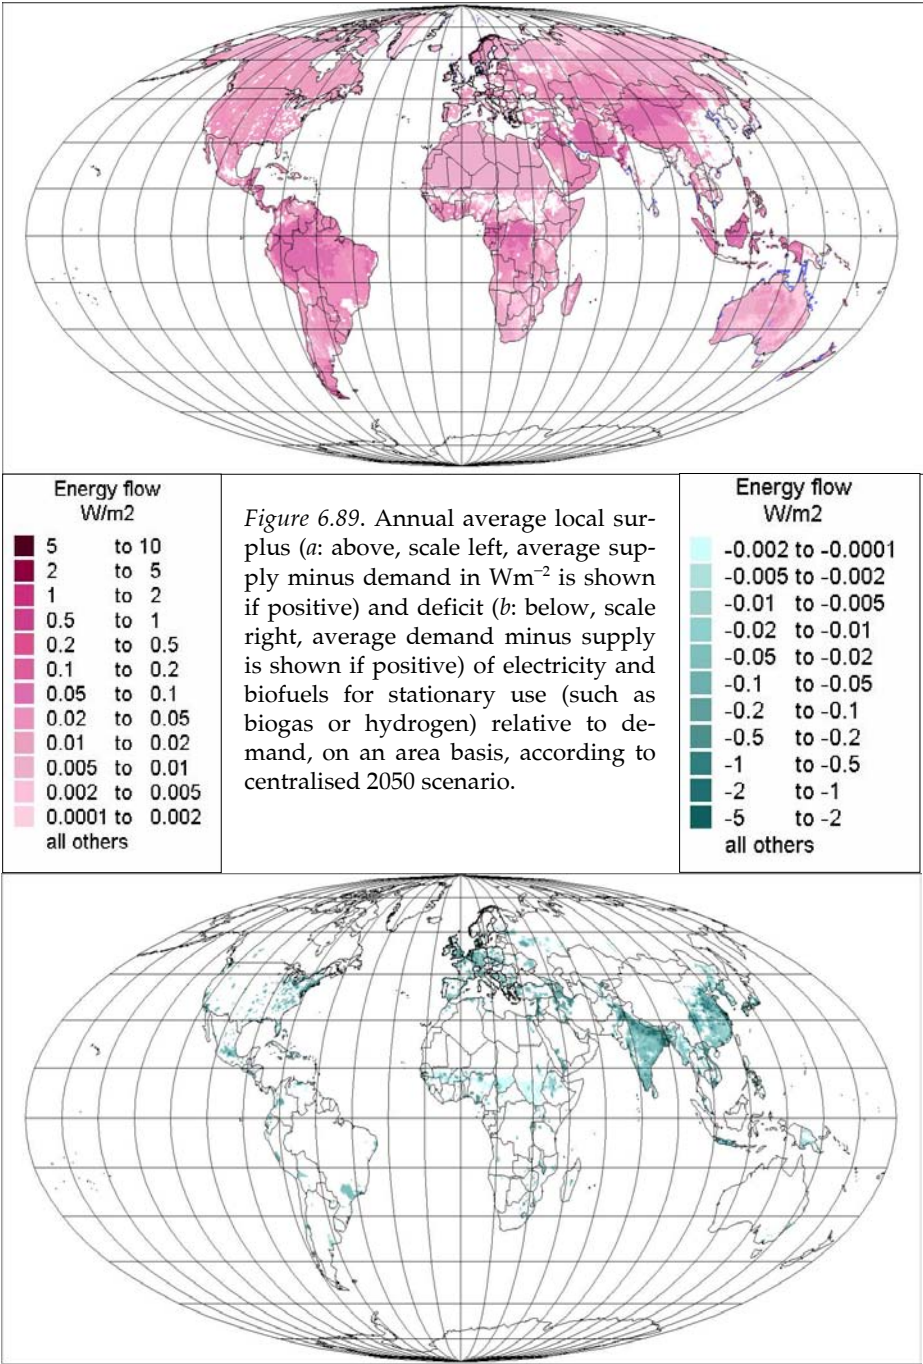 Energy flow
W/m2
5 to 10
2 to 5
1 to 2
0.5 to 1
0.2 to 0.5
0.1 to 0.2
0.05 to 0.1
0.02 to 0.05
0.01 to 0.02
0.005 to 0.01
0.002 to 0.005
0.0001 to 0.002
all others
Figure 6.89. Annual average local sur-
plus (a: above, scale left, average sup-
ply minus demand in Wm⁻² is shown
if positive) and deficit (b: below, scale
right, average demand minus supply
is shown if positive) of electricity and
biofuels for stationary use (such as
biogas or hydrogen) relative to de-
mand, on an area basis, according to
centralised 2050 scenario.
Energy flow
W/m2
-0.002 to -0.0001
-0.005 to -0.002
-0.01 to -0.005
-0.02 to -0.01
-0.05 to -0.02
-0.1 to -0.05
-0.2 to -0.1
-0.5 to -0.2
-1 to -0.5
-2 to -1
-5 to -2
all others